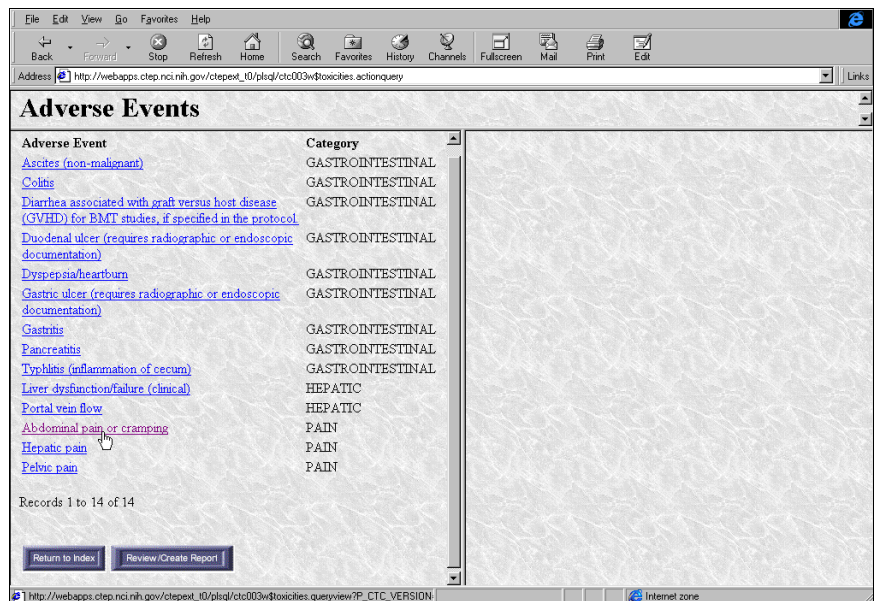 File Edit View Go Favorites Help
Back Forward Stop Refresh Home Search Favorites History Channels Fullscreen Mail Print Edit
Address http://webapps.ctep.nci.nih.gov/ctepext_t0/plsql/ctc003w$toxicities.actionquery Links
Adverse Events
Adverse Event Category
Ascites (non-malignant) GASTROINTESTINAL
Colitis GASTROINTESTINAL
Diarrhea associated with graft versus host disease GASTROINTESTINAL
(GVHD) for BMT studies, if specified in the protocol.
Duodenal ulcer (requires radiographic or endoscopic GASTROINTESTINAL
documentation)
Dyspepsia/heartburn GASTROINTESTINAL
Gastric ulcer (requires radiographic or endoscopic GASTROINTESTINAL
documentation)
Gastritis GASTROINTESTINAL
Pancreatitis GASTROINTESTINAL
Typhlitis (inflammation of cecum) GASTROINTESTINAL
Liver dysfunction/failure (clinical) HEPATIC
Portal vein flow HEPATIC
Abdominal pain or cramping PAIN
Hepatic pain PAIN
Pelvic pain PAIN
Records 1 to 14 of 14
Return to Index Review/Create Report
http://webapps.ctep.nci.nih.gov/ctepext_t0/plsql/ctc003w$toxicities.queryview?P_CTC_VERSION- Internet zone